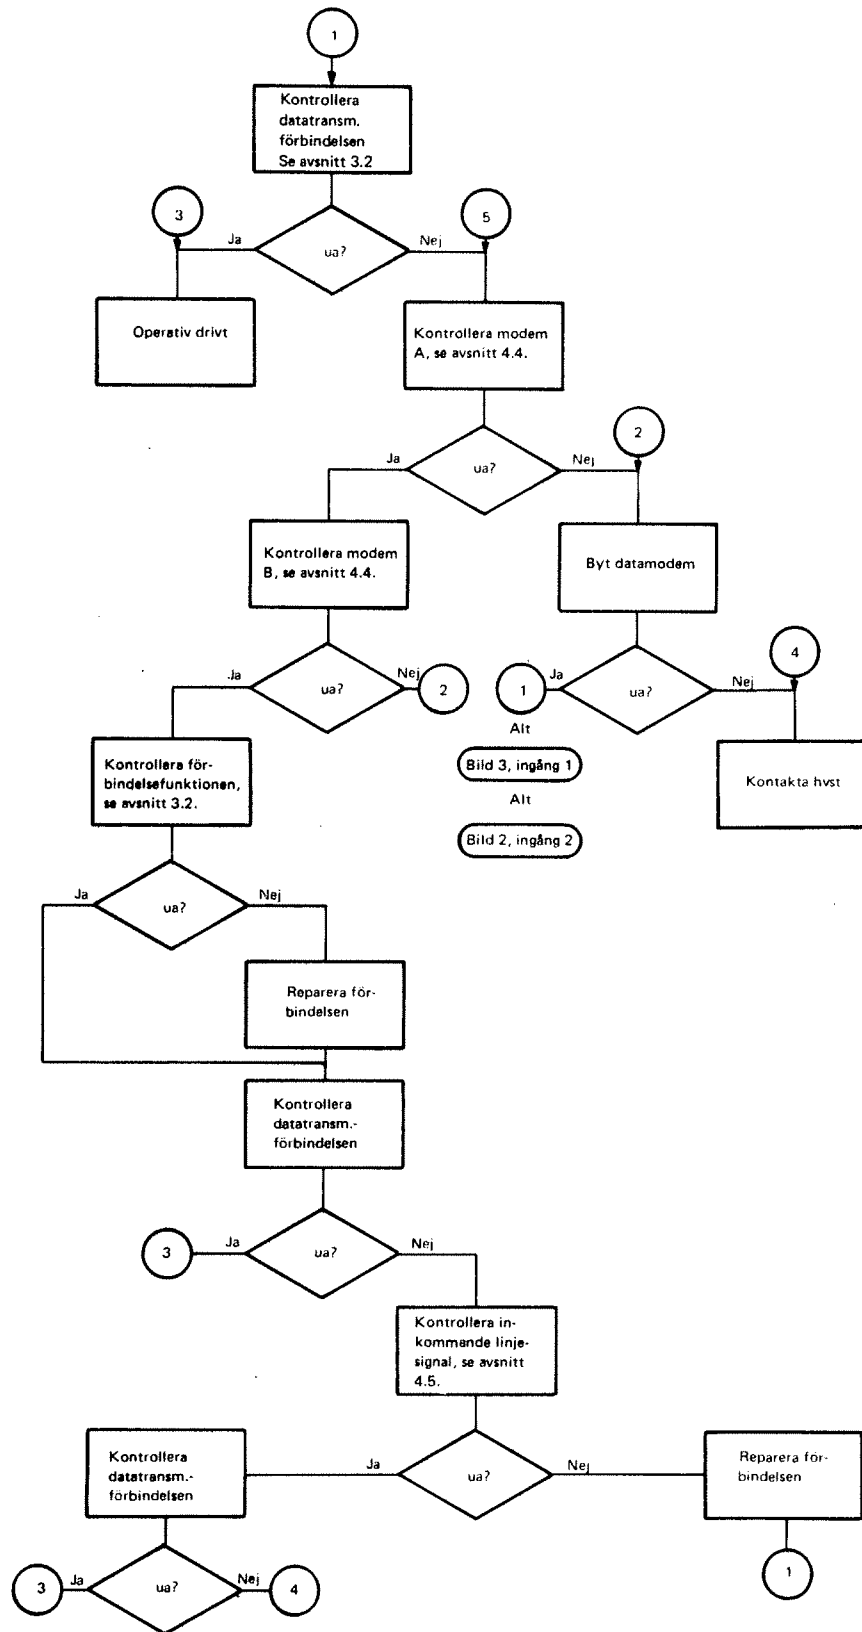 1
Kontrollera
datatransm.
förbindelsen
Se avsnitt 3.2
3
5
Ja
ua?
Nej
Operativ drivt
Kontrollera modem
A, se avsnitt 4.4.
2
Ja
ua?
Nej
Kontrollera modem
B, se avsnitt 4.4.
Byt datamodem
4
Ja
ua?
Nej
2
1
Ja
ua?
Nej
Alt
Bild 3, ingång 1
Alt
Bild 2, ingång 2
Kontrollera för-
bindelsefunktionen,
se avsnitt 3.2.
Kontakta hvst
Ja
ua?
Nej
Reparera för-
bindelsen
Kontrollera
datatransm.-
förbindelsen
3
Ja
ua?
Nej
Kontrollera in-
kommande linje-
signal, se avsnitt
4.5.
Kontrollera
datatransm.-
förbindelsen
Ja
ua?
Nej
Reparera för-
bindelsen
3
Ja
ua?
Nej
4
1